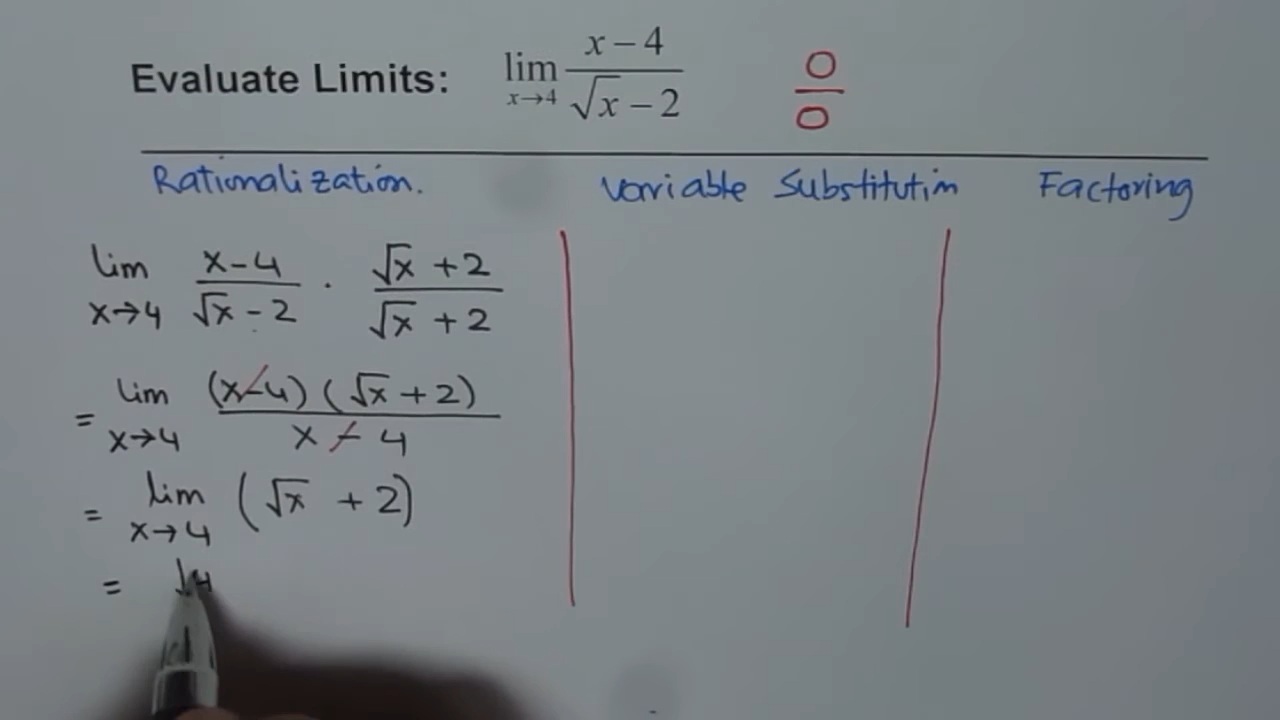 Evaluate Limits: lim x→4 x − 4 / √x − 2 0/0
Rationalization. Variable Substitutim Factoring
lim x→4 x−4 / √x − 2 · √x + 2 / √x + 2
= lim x→4 (x−4) (√x + 2) / x − 4
= lim x→4 (√x + 2)
= √4